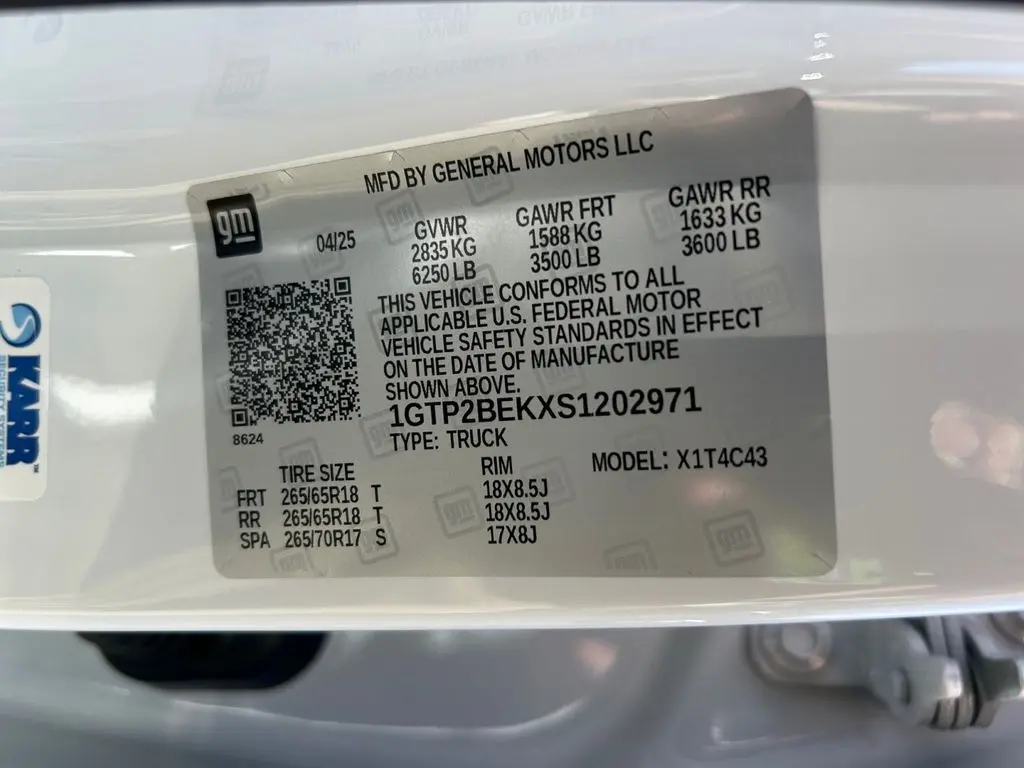 MFD BY GENERAL MOTORS LLC
gm
04/25
GVWR GAWR FRT GAWR RR
2835 KG 1588 KG 1633 KG
6250 LB 3500 LB 3600 LB
THIS VEHICLE CONFORMS TO ALL
APPLICABLE U.S. FEDERAL MOTOR
VEHICLE SAFETY STANDARDS IN EFFECT
ON THE DATE OF MANUFACTURE
SHOWN ABOVE.
1GTP2BEKXS1202971
8624
TYPE: TRUCK
TIRE SIZE RIM MODEL: X1T4C43
FRT 265/65R18 T 18X8.5J
RR 265/65R18 T 18X8.5J
SPA 265/70R17 S 17X8J
KARR™
SECURITY SYSTEMS